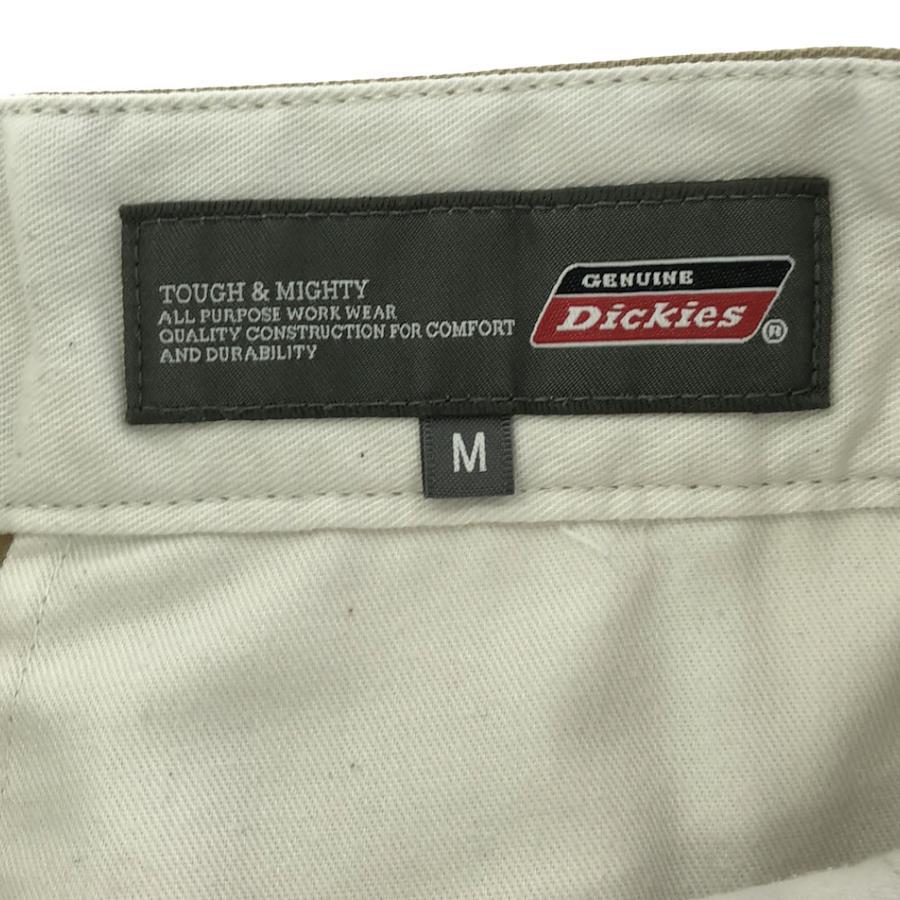 TOUGH & MIGHTY
ALL PURPOSE WORK WEAR
QUALITY CONSTRUCTION FOR COMFORT
AND DURABILITY
GENUINE
Dickies®
M